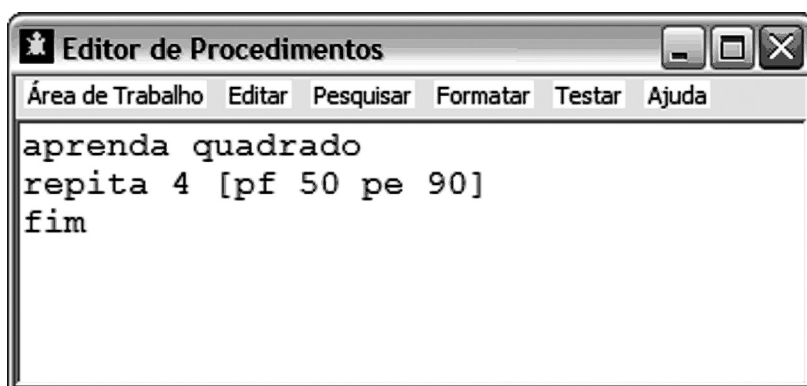 Editor de Procedimentos
Área de Trabalho Editar Pesquisar Formatar Testar Ajuda
aprenda quadrado
repita 4 [pf 50 pe 90]
fim